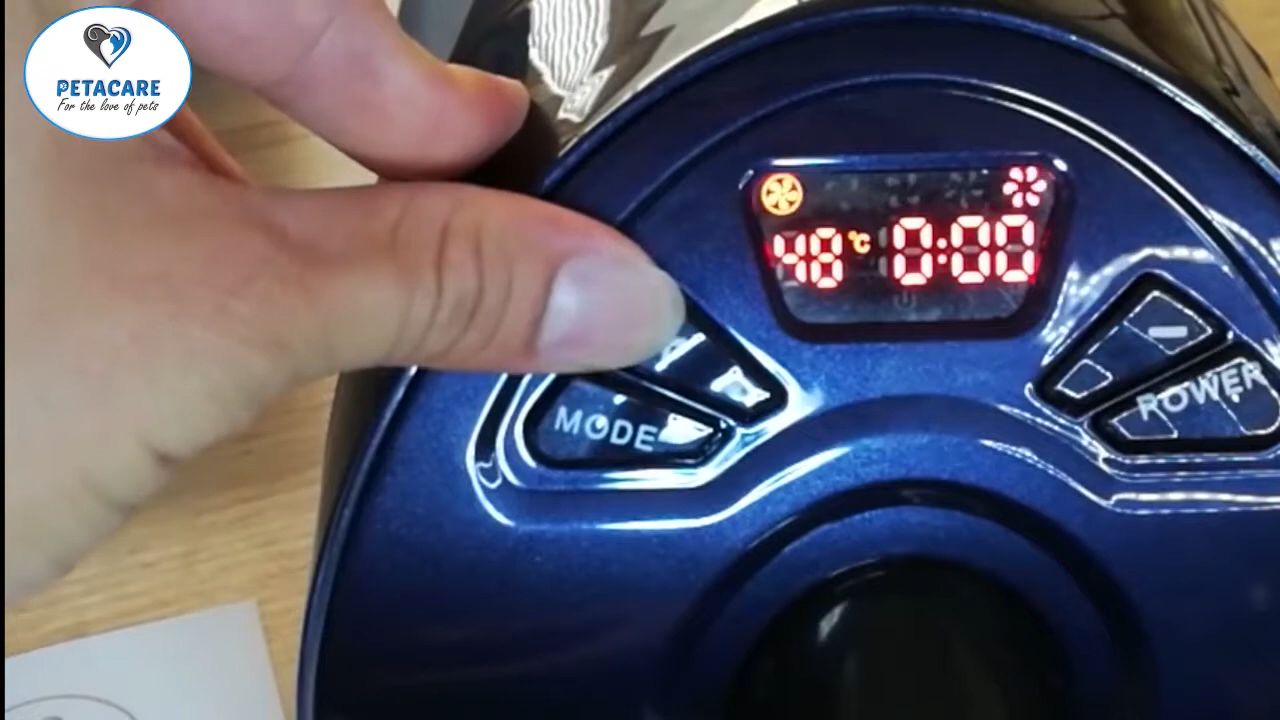 PETACARE
For the love of pets
48 °C 0:00
MODE
+
-
POWER